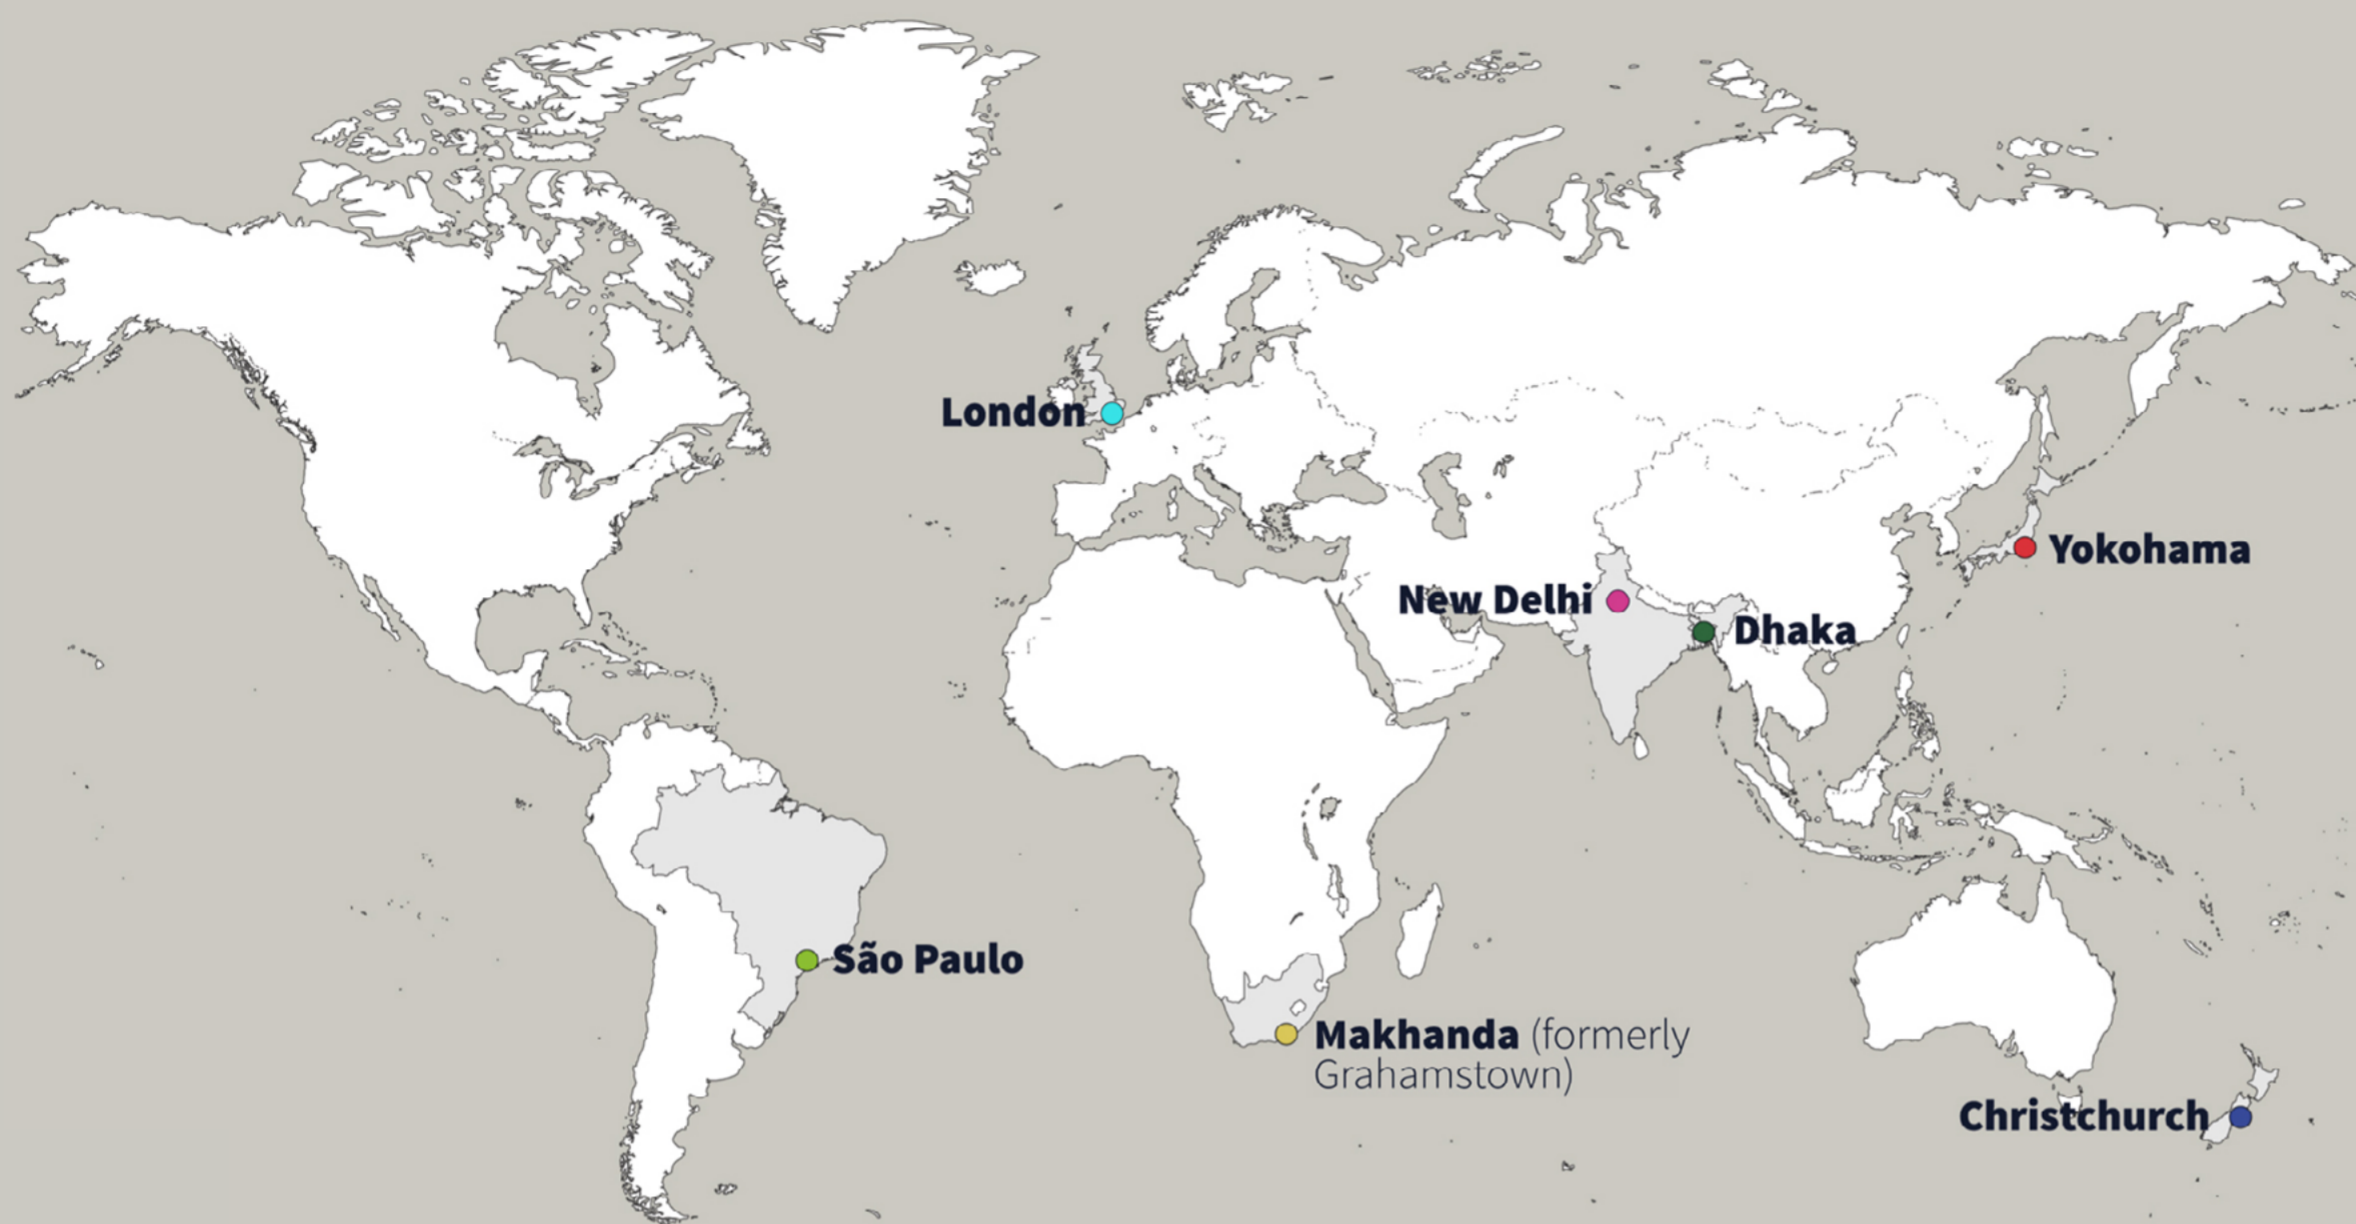 London
Yokohama
New Delhi
Dhaka
São Paulo
Makhanda (formerly
Grahamstown)
Christchurch